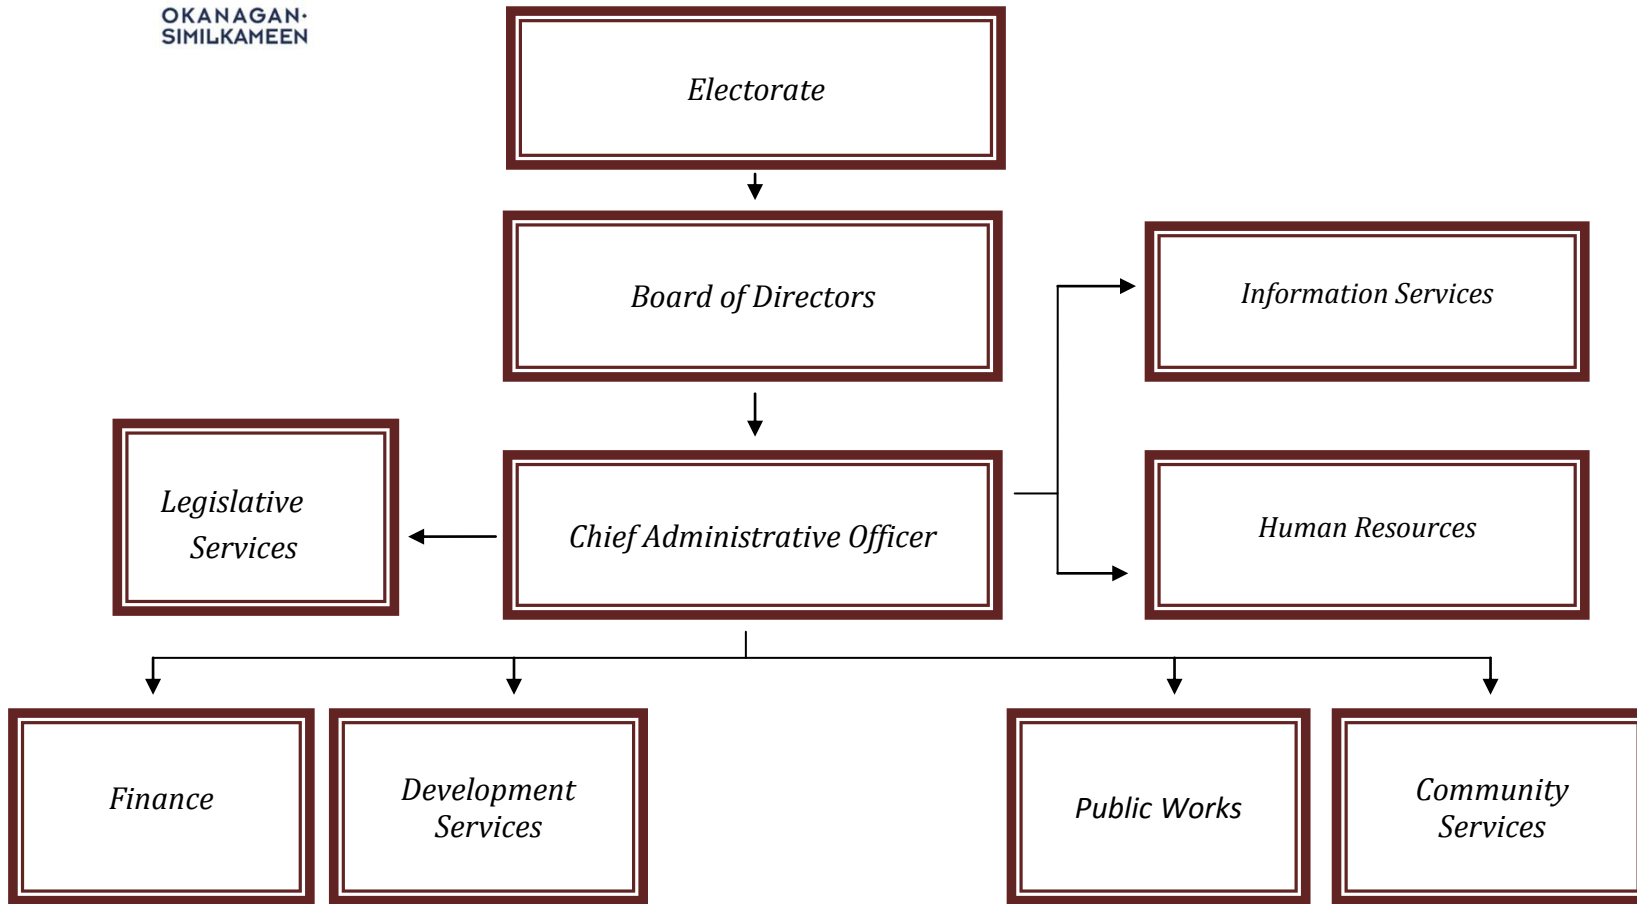 OKANAGAN·
SIMILKAMEEN
Electorate
Board of Directors
Information Services
Legislative
Services
Chief Administrative Officer
Human Resources
Finance
Development
Services
Public Works
Community
Services